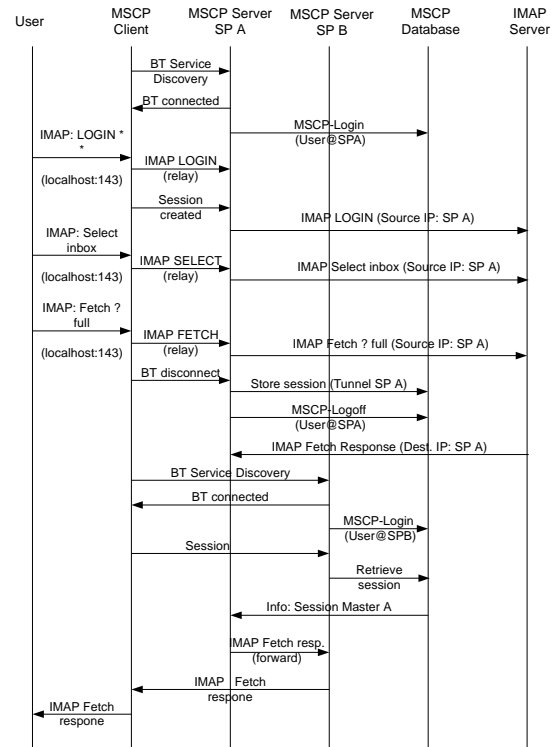 User
MSCP
Client
MSCP Server
SP A
MSCP Server
SP B
MSCP
Database
IMAP
Server
BT Service
Discovery
BT connected
MSCP-Login
(User@SPA)
IMAP: LOGIN *
*
(localhost:143)
IMAP LOGIN
(relay)
Session
created
IMAP LOGIN (Source IP: SP A)
IMAP: Select
inbox
(localhost:143)
IMAP SELECT
(relay)
IMAP Select inbox (Source IP: SP A)
IMAP: Fetch ?
full
(localhost:143)
IMAP FETCH
(relay)
IMAP Fetch ? full (Source IP: SP A)
BT disconnect
Store session (Tunnel SP A)
MSCP-Logoff
(User@SPA)
IMAP Fetch Response (Dest. IP: SP A)
BT Service Discovery
BT connected
MSCP-Login
(User@SPB)
Session
Retrieve
session
Info: Session Master A
IMAP Fetch resp.
(forward)
IMAP Fetch
respone
IMAP Fetch
respone